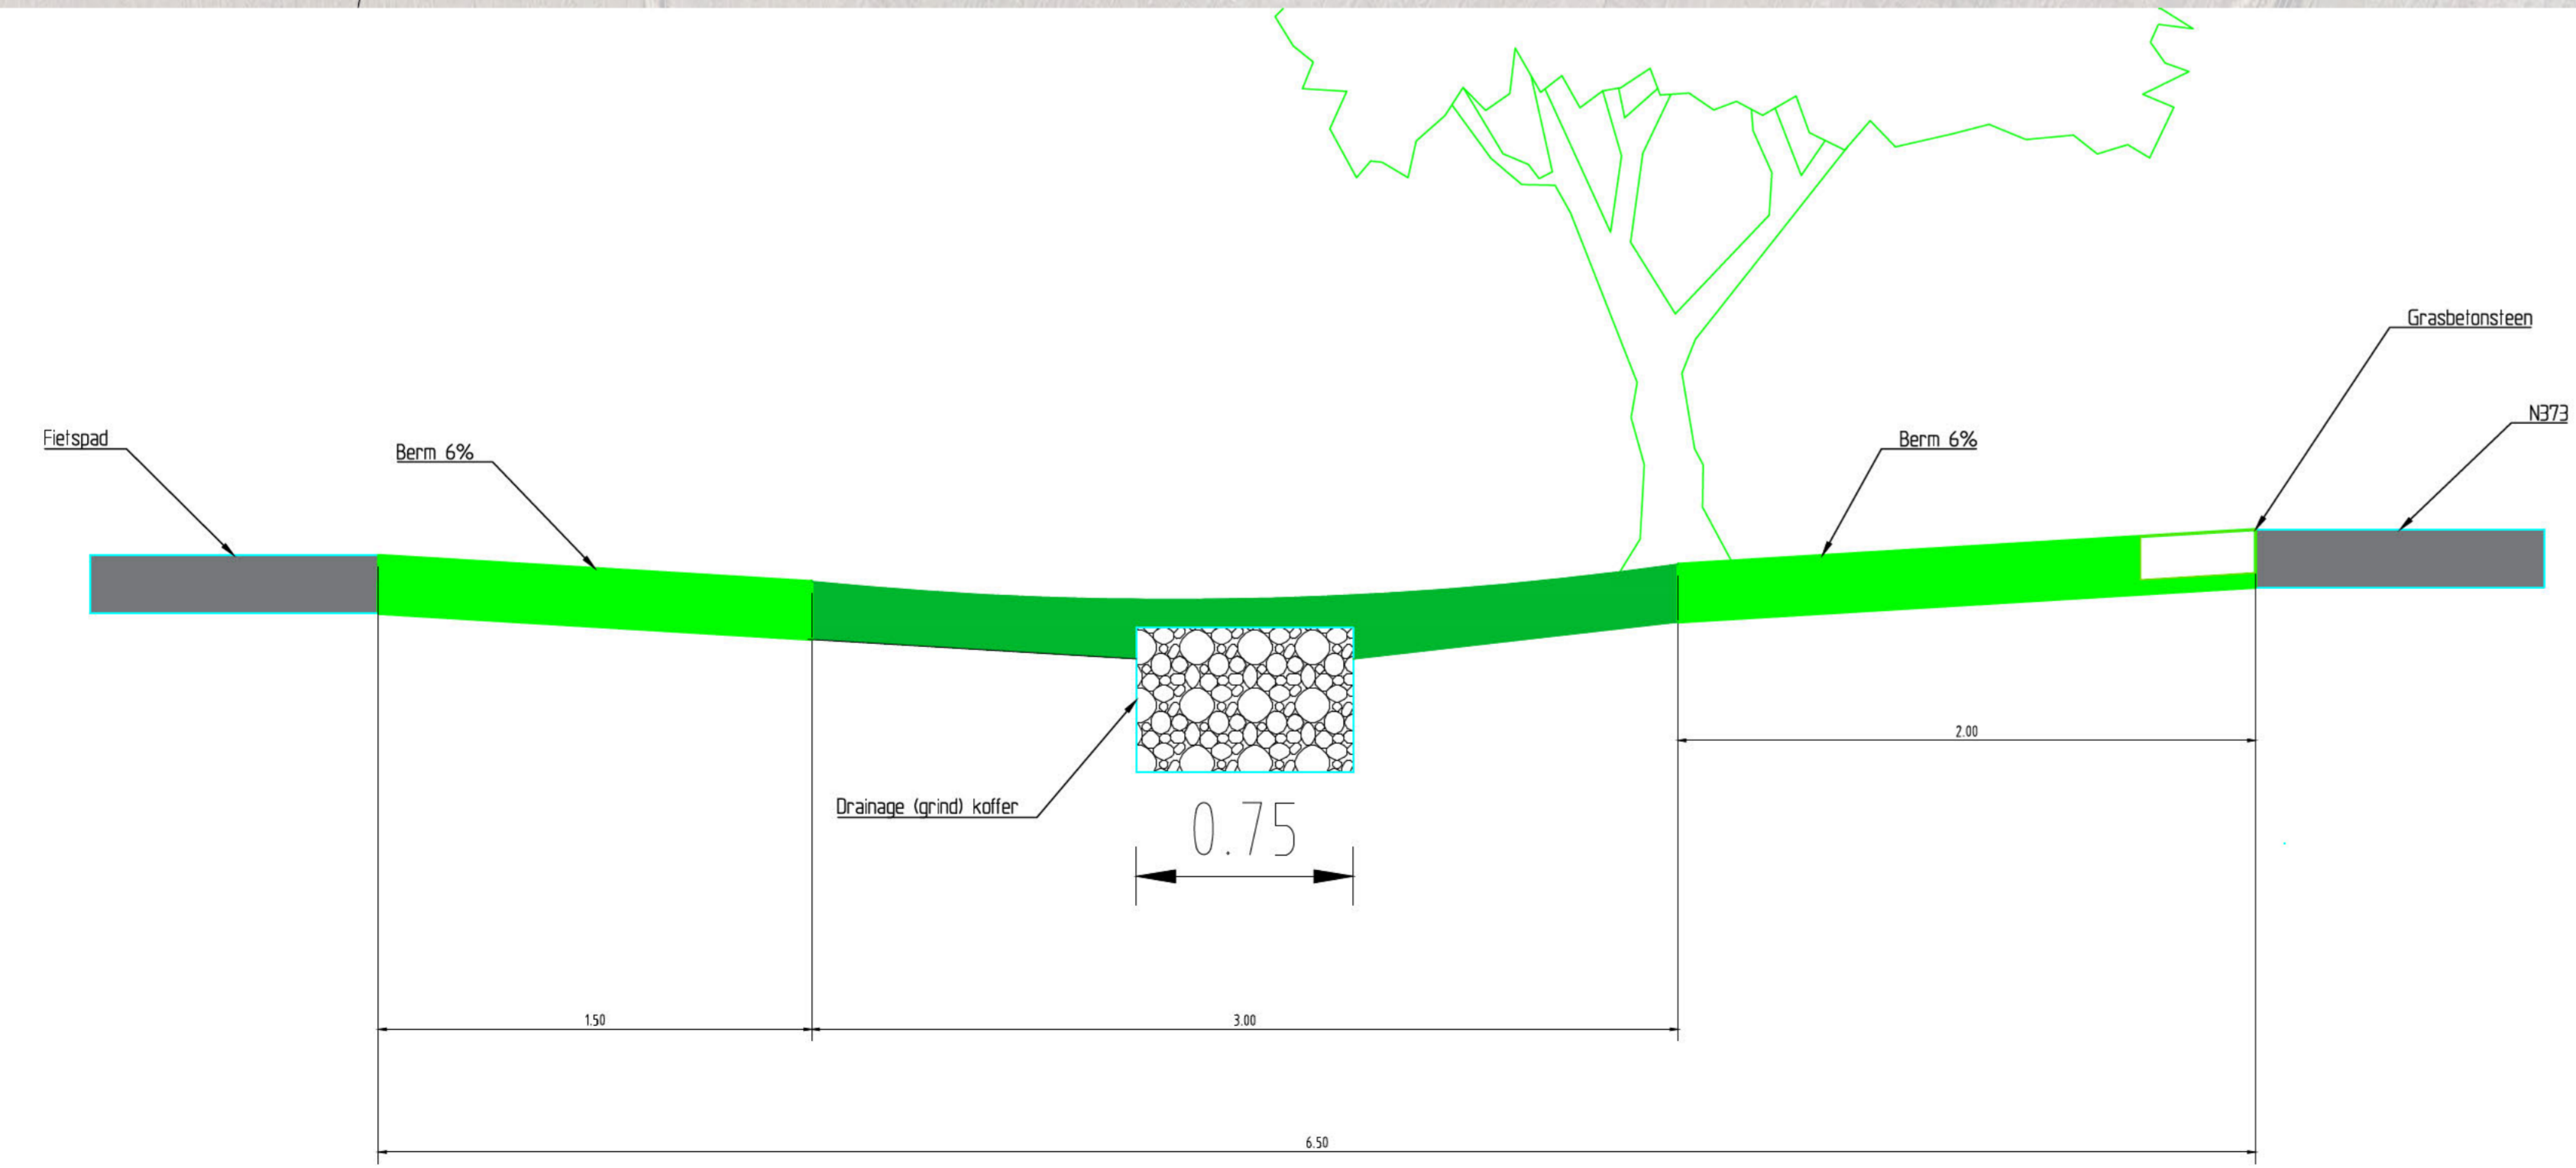 Grasbetonsteen
N373
Fietspad
Berm 6%
Berm 6%
2.00
Drainage (grind) koffer
0.75
1.50
3.00
6.50